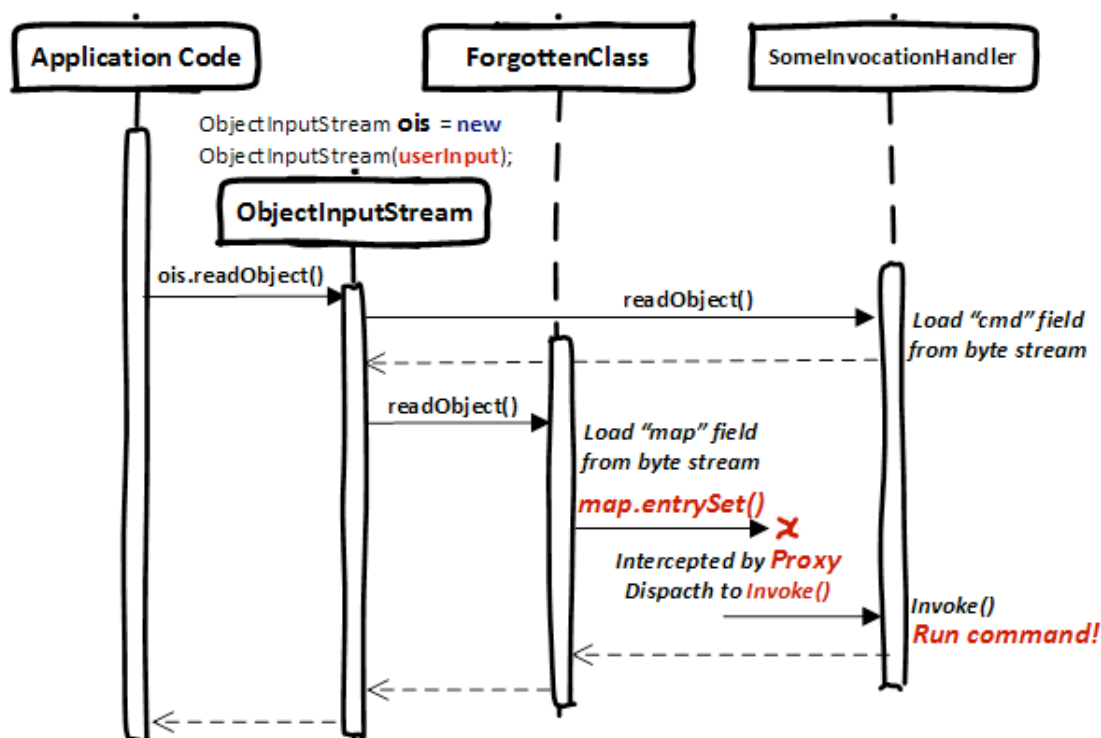 Application Code
ForgottenClass
SomeInvocationHandler
ObjectInputStream ois = new
ObjectInputStream(userInput);
ObjectInputStream
ois.readObject()
readObject()
Load “cmd” field
from byte stream
readObject()
Load “map” field
from byte stream
map.entrySet()
Intercepted by Proxy
Dispacth to Invoke()
Invoke()
Run command!